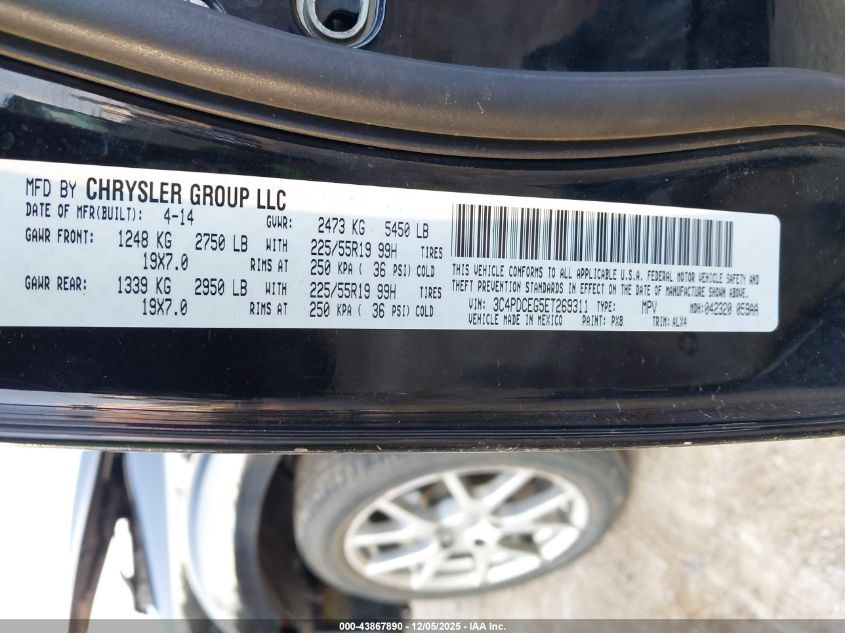 MFD BY CHRYSLER GROUP LLC
DATE OF MFR(BUILT): 4-14 GVWR: 2473 KG 5450 LB
GAWR FRONT: 1248 KG 2750 LB WITH 225/55R19 99H TIRES
19X7.0 RIMS AT 250 KPA ( 36 PSI) COLD
GAWR REAR: 1339 KG 2950 LB WITH 225/55R19 99H TIRES
19X7.0 RIMS AT 250 KPA ( 36 PSI) COLD
THIS VEHICLE CONFORMS TO ALL APPLICABLE U.S.A. FEDERAL MOTOR VEHICLE SAFETY AND
THEFT PREVENTION STANDARDS IN EFFECT ON THE DATE OF MANUFACTURE SHOWN ABOVE.
VIN: 3C4PDCEG5ET269311 TYPE: MPV MDH: 042320 059AA
VEHICLE MADE IN MEXICO PAINT: PX8 TRIM: ALX4
000-43867890 - 12/05/2025 - IAA Inc.